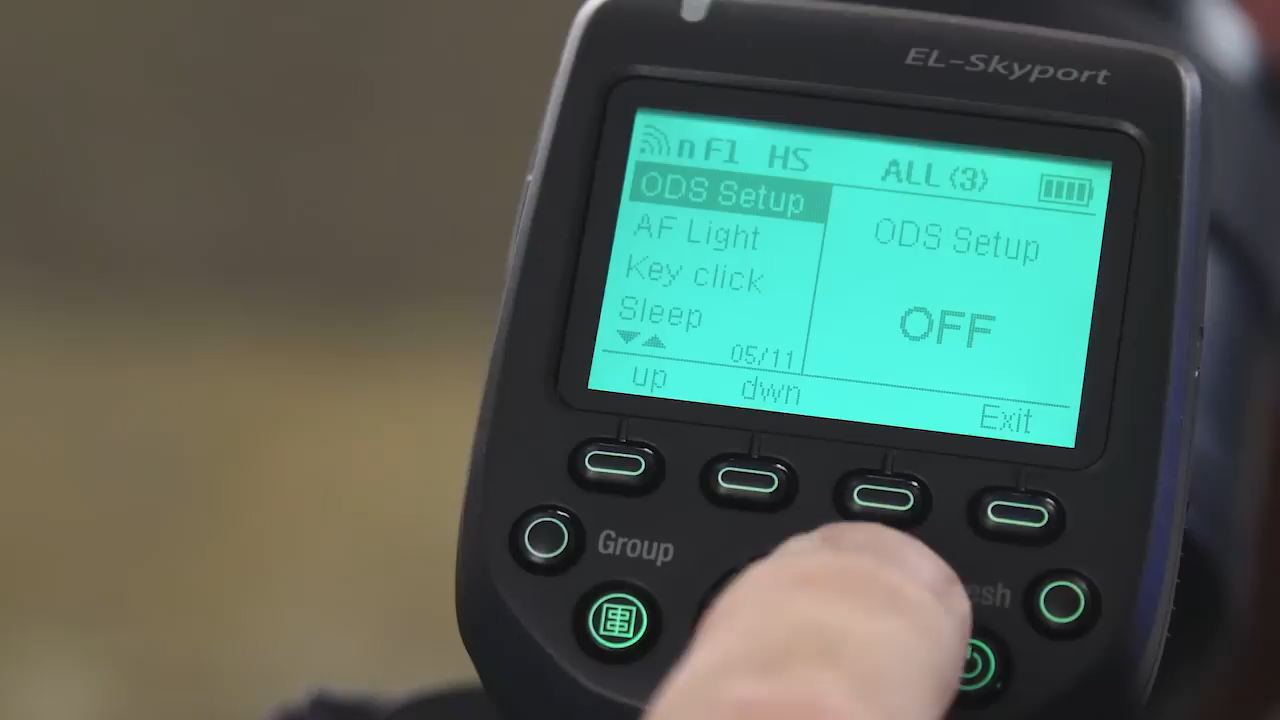 EL-Skyport
n F1 HS ALL (3)
ODS Setup
AF Light
Key click
Sleep
05/11
ODS Setup
OFF
up dwn Exit
Group